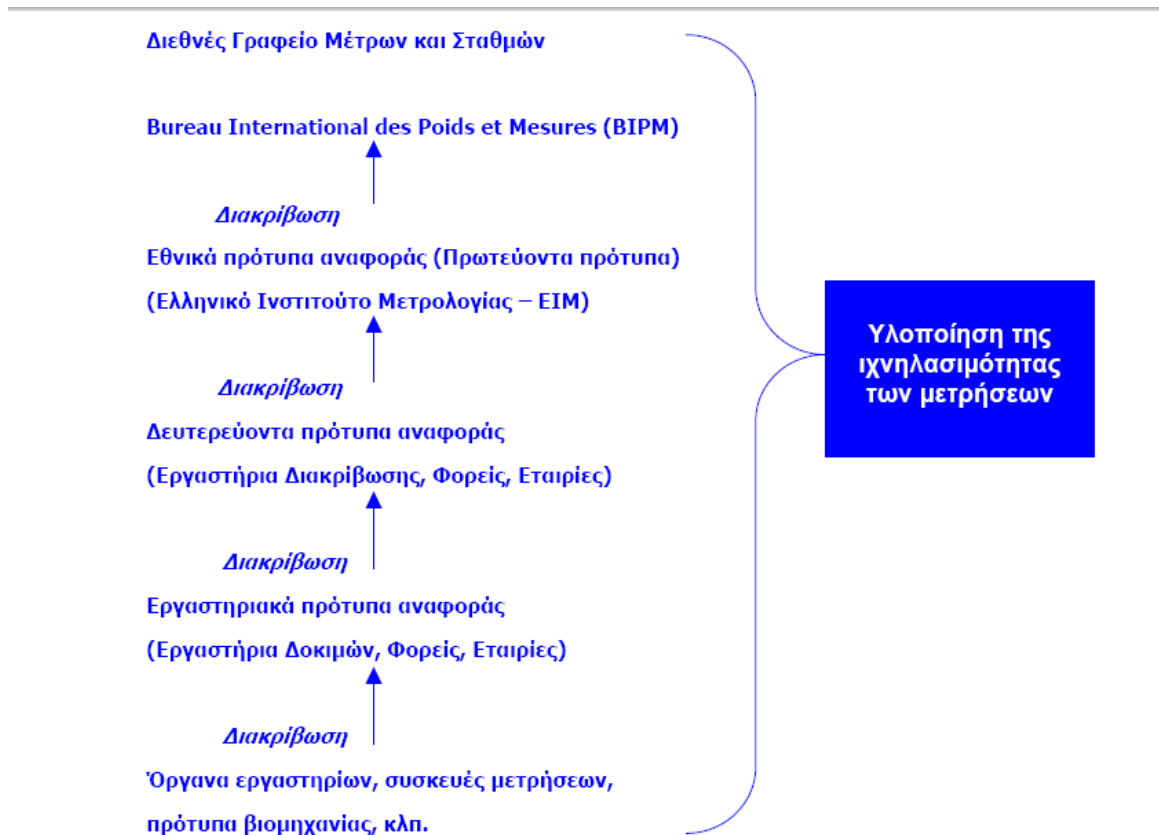 Διεθνές Γραφείο Μέτρων και Σταθμών
Bureau International des Poids et Mesures (BIPM)
Διακρίβωση
Εθνικά πρότυπα αναφοράς (Πρωτεύοντα πρότυπα)
(Ελληνικό Ινστιτούτο Μετρολογίας – ΕΙΜ)
Διακρίβωση
Δευτερεύοντα πρότυπα αναφοράς
(Εργαστήρια Διακρίβωσης, Φορείς, Εταιρίες)
Διακρίβωση
Εργαστηριακά πρότυπα αναφοράς
(Εργαστήρια Δοκιμών, Φορείς, Εταιρίες)
Διακρίβωση
Όργανα εργαστηρίων, συσκευές μετρήσεων,
πρότυπα βιομηχανίας, κλπ.
Υλοποίηση της
ιχνηλασιμότητας
των μετρήσεων